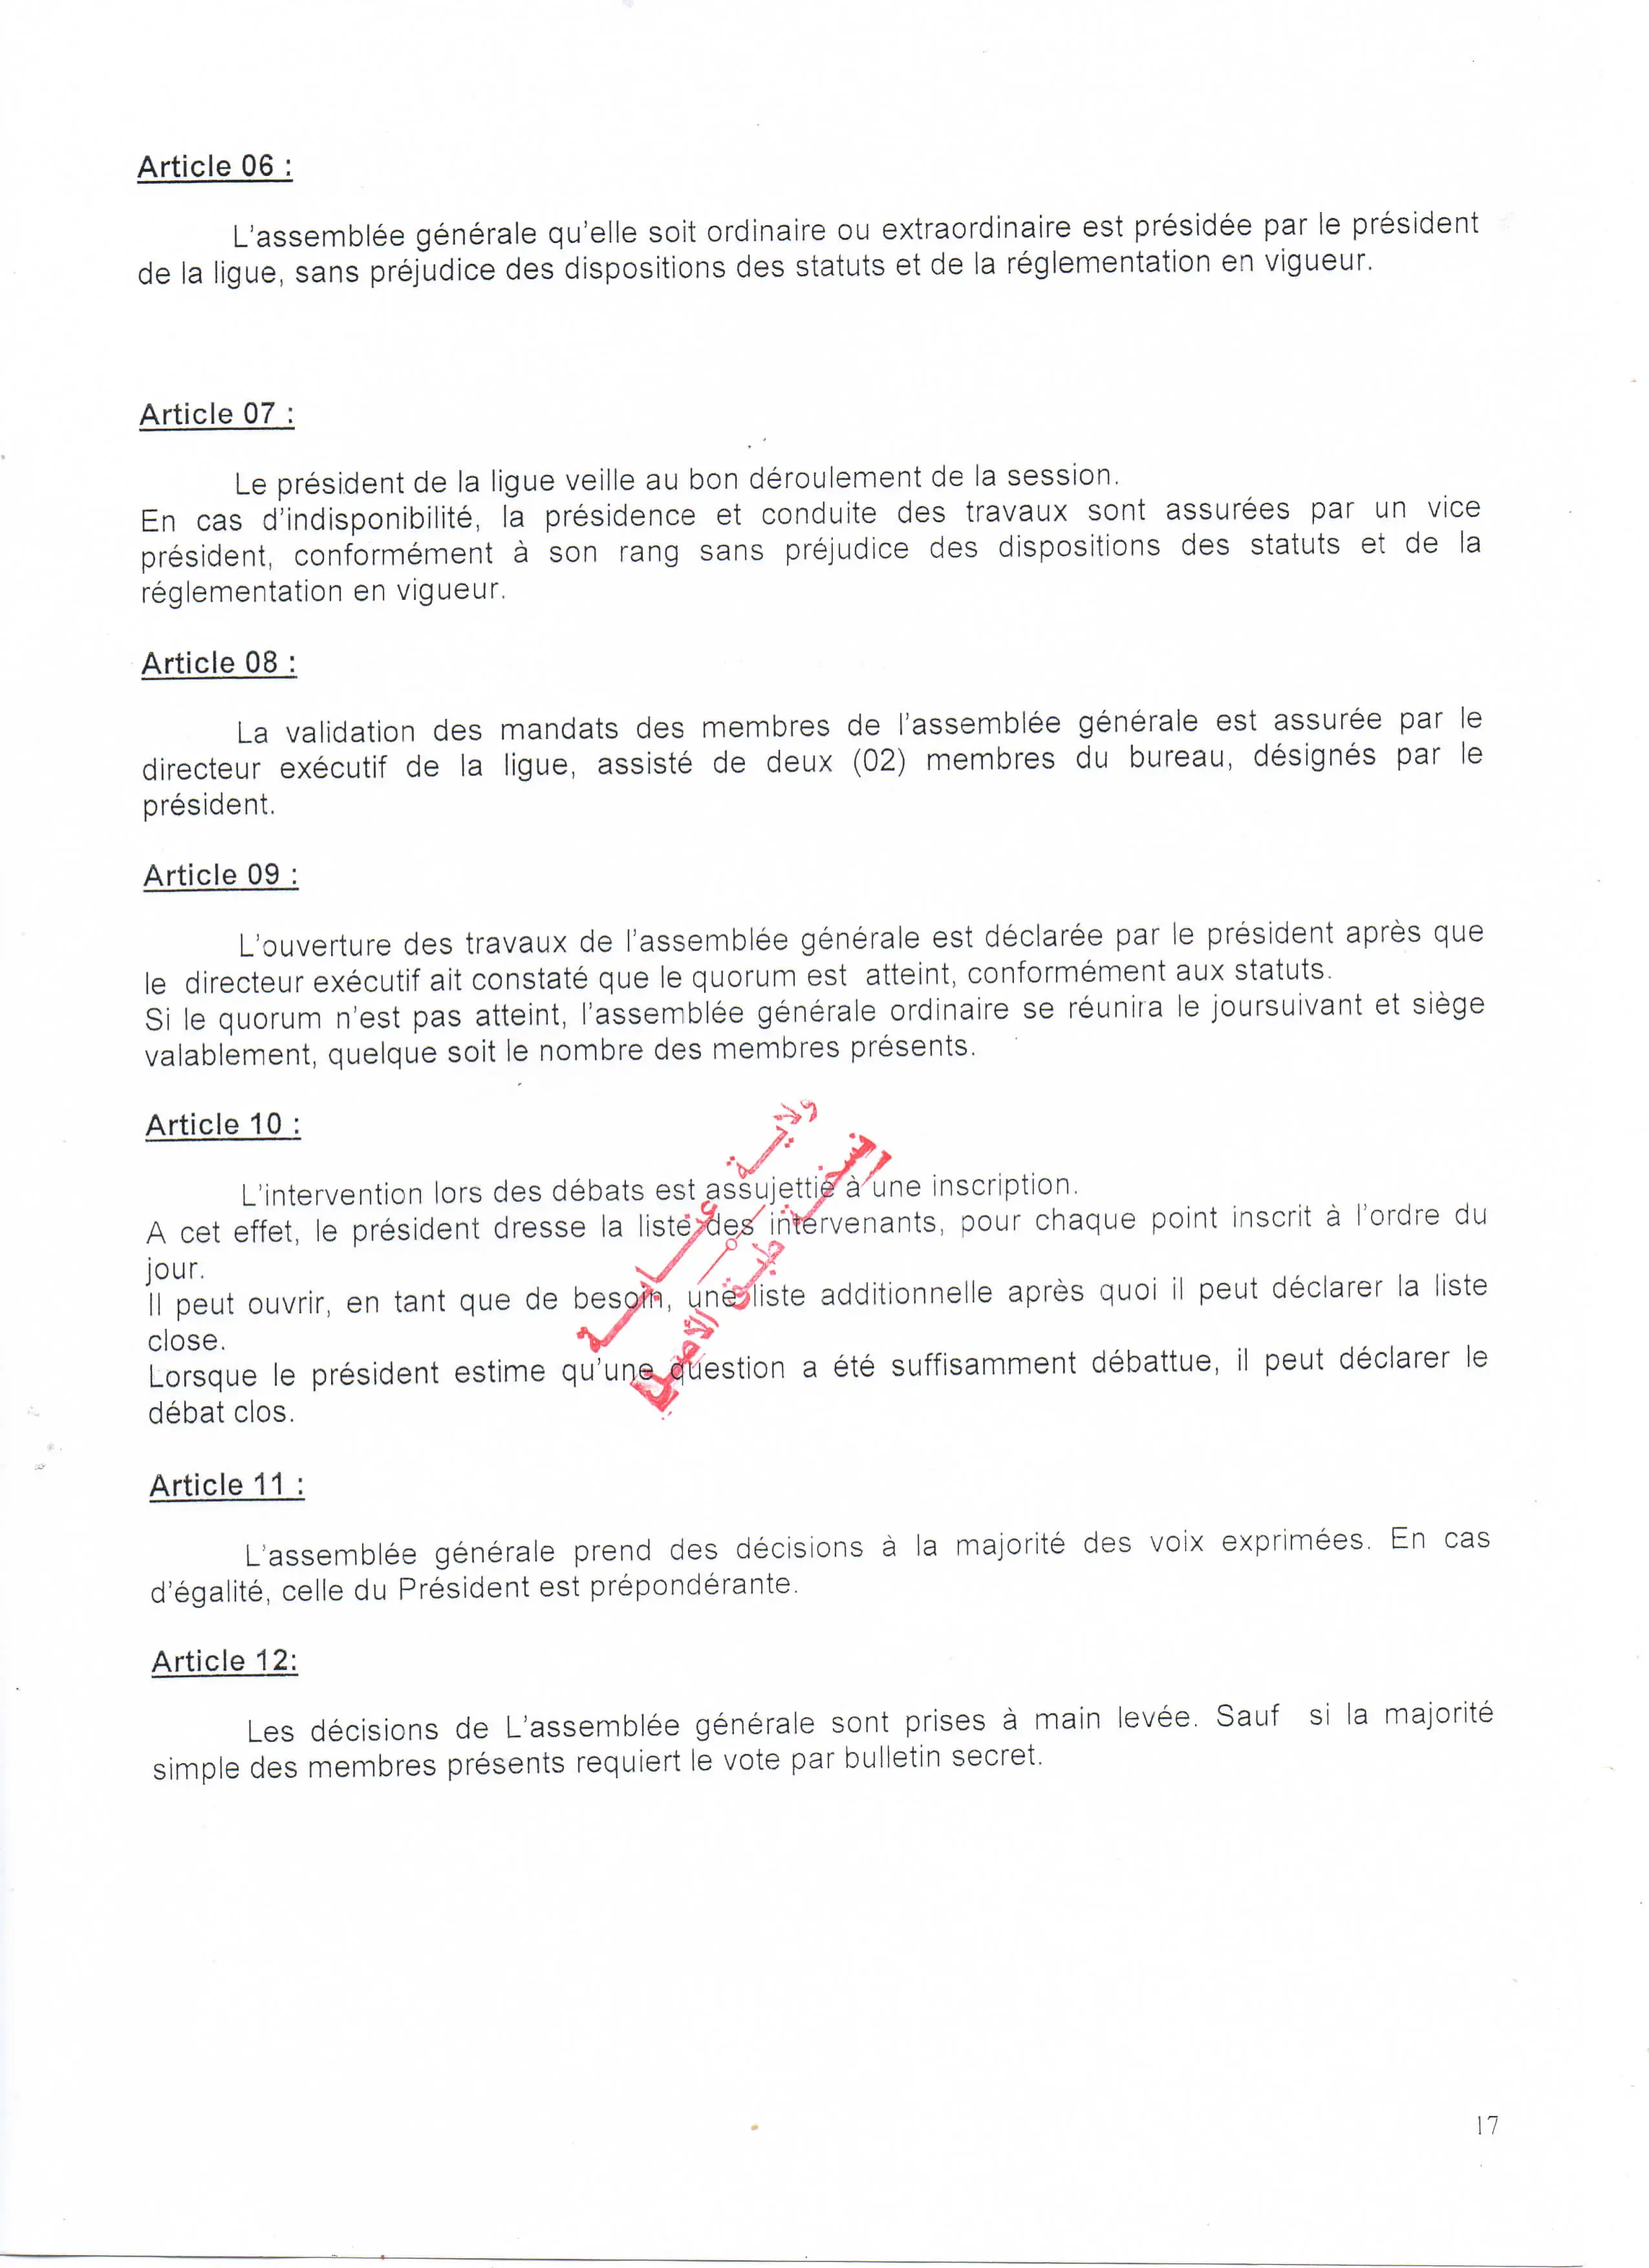 Article 06 :
L'assemblée générale qu'elle soit ordinaire ou extraordinaire est présidée par le président
de la ligue, sans préjudice des dispositions des statuts et de la réglementation en vigueur.
Article 07 :
Le président de la ligue veille au bon déroulement de la session.
En cas d'indisponibilité, la présidence et conduite des travaux sont assurées par un vice
président, conformément à son rang sans préjudice des dispositions des statuts et de la
réglementation en vigueur.
Article 08 :
La validation des mandats des membres de l'assemblée générale est assurée par le
directeur exécutif de la ligue, assisté de deux (02) membres du bureau, désignés par le
président.
Article 09 :
L'ouverture des travaux de l'assemblée générale est déclarée par le président après que
le directeur exécutif ait constaté que le quorum est atteint, conformément aux statuts.
Si le quorum n'est pas atteint, l'assemblée générale ordinaire se réunira le joursuivant et siège
valablement, quelque soit le nombre des membres présents.
Article 10 :
L'intervention lors des débats est assujettie à une inscription.
A cet effet, le président dresse la liste des intervenants, pour chaque point inscrit à l'ordre du
jour.
Il peut ouvrir, en tant que de besoin, une liste additionnelle après quoi il peut déclarer la liste
close.
Lorsque le président estime qu'une question a été suffisamment débattue, il peut déclarer le
débat clos.
ولاية عنابة
نسخة طبق الأصل
Article 11 :
L'assemblée générale prend des décisions à la majorité des voix exprimées. En cas
d'égalité, celle du Président est prépondérante.
Article 12:
Les décisions de L'assemblée générale sont prises à main levée. Sauf si la majorité
simple des membres présents requiert le vote par bulletin secret.
17